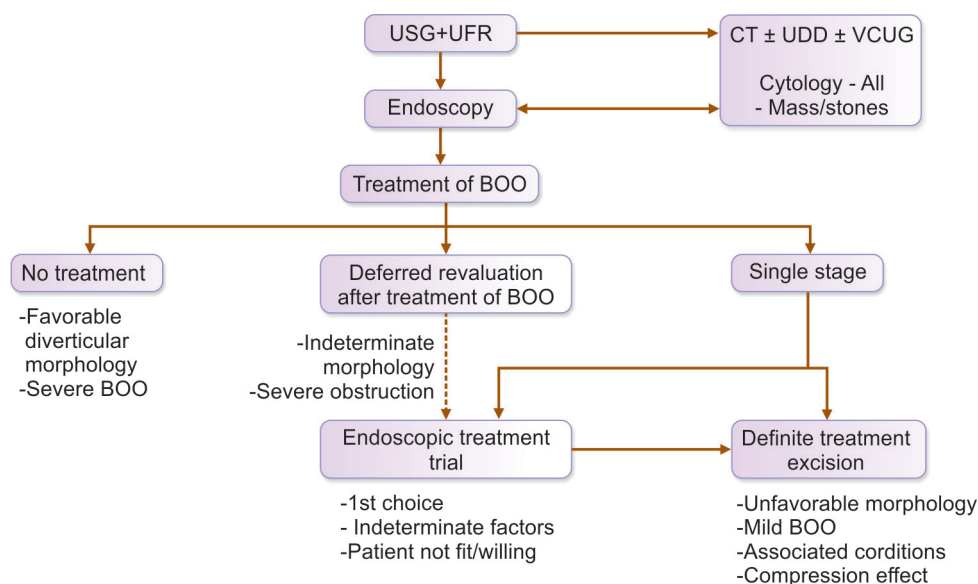 USG+UFR
CT ± UDD ± VCUG
Cytology - All
- Mass/stones
Endoscopy
Treatment of BOO
No treatment
-Favorable
diverticular
morphology
-Severe BOO
Deferred revaluation
after treatment of BOO
-Indeterminate
morphology
-Severe obstruction
Single stage
Endoscopic treatment
trial
-1st choice
- Indeterminate factors
-Patient not fit/willing
Definite treatment
excision
-Unfavorable morphology
-Mild BOO
-Associated conditions
-Compression effect